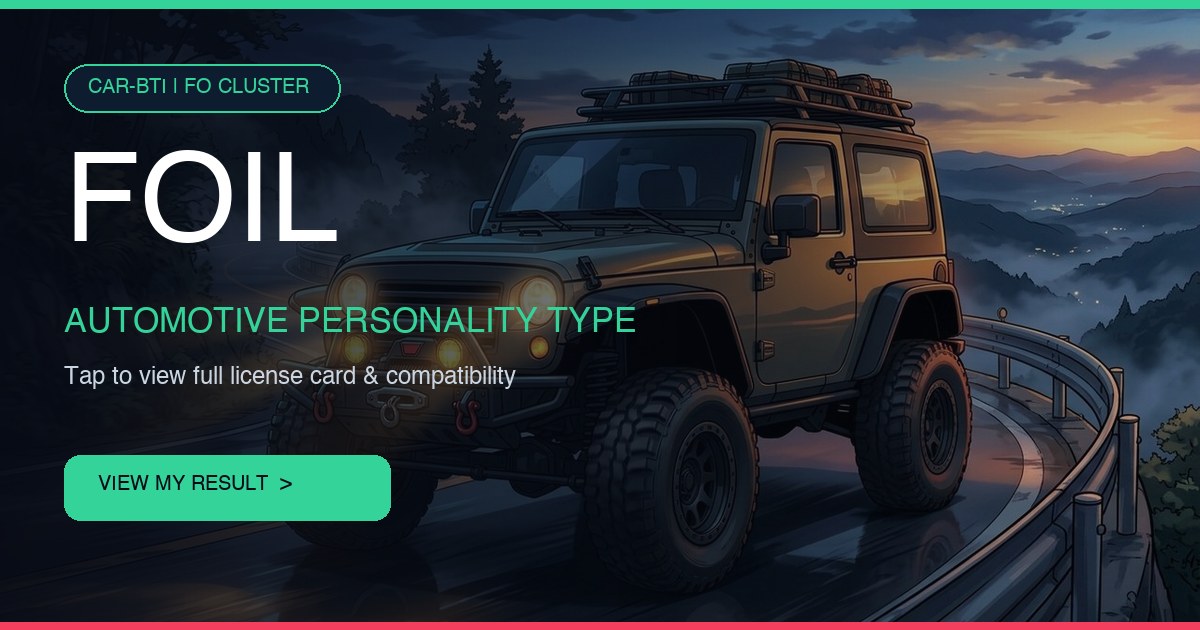 CAR-BTI | FO CLUSTER
FOIL
AUTOMOTIVE PERSONALITY TYPE
Tap to view full license card & compatibility
VIEW MY RESULT >